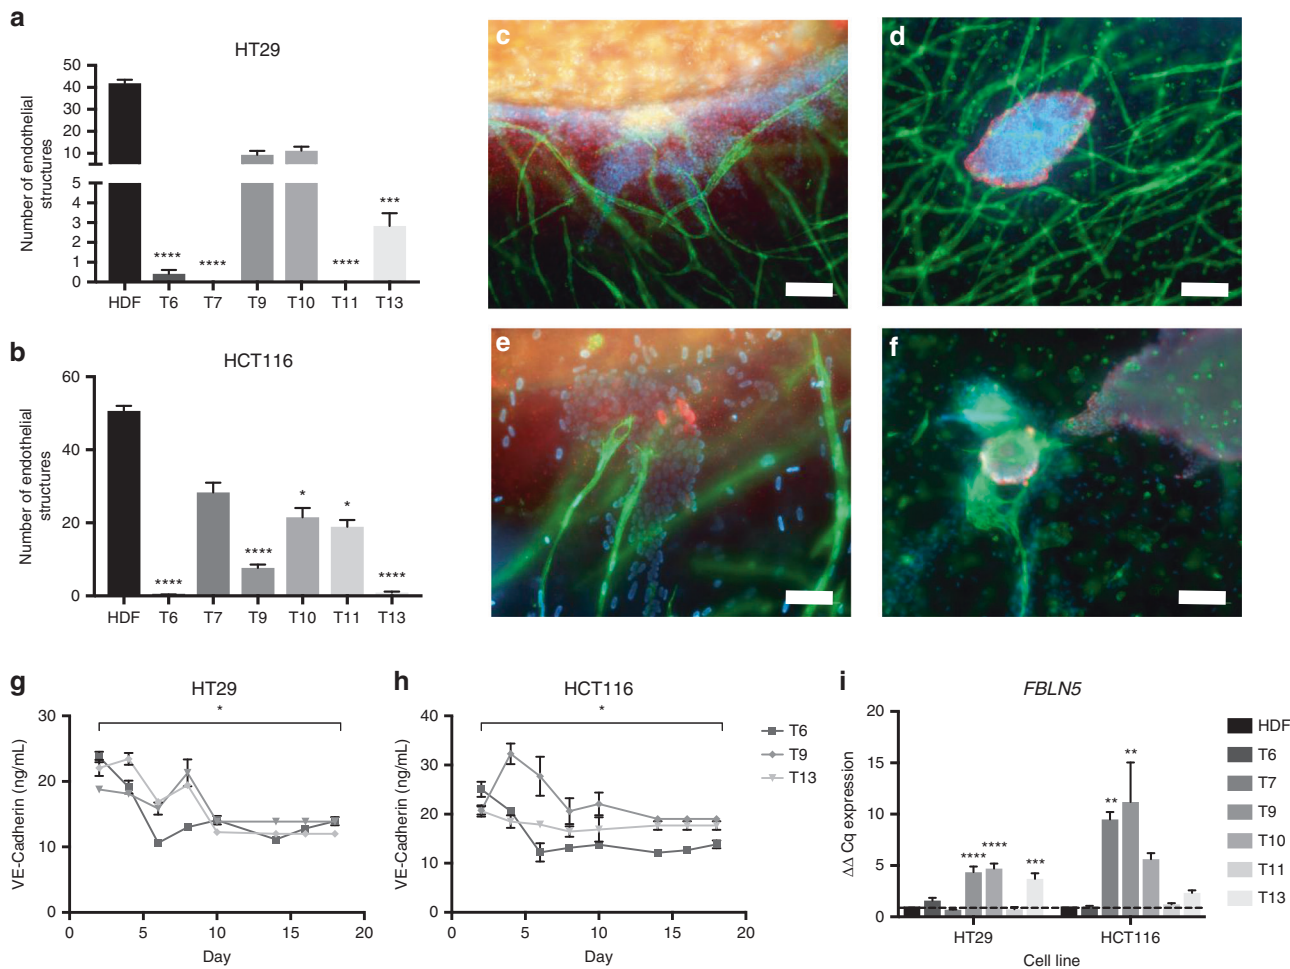 a
HT29
Number of endothelial
structures
50
40
30
20
10
5
4
3
2
1
0
****
****
****
***
HDF T6 T7 T9 T10 T11 T13
b
HCT116
Number of endothelial
structures
60
40
20
0
****
****
*
*
****
HDF T6 T7 T9 T10 T11 T13
c
d
e
f
g
HT29
*
VE-Cadherin (ng/mL)
30
20
10
0
0 5 10 15 20
Day
h
HCT116
*
VE-Cadherin (ng/mL)
40
30
20
10
0
0 5 10 15 20
Day
T6
T9
T13
i
FBLN5
ΔΔ Cq expression
20
15
10
5
0
****
****
***
**
**
HT29 HCT116
Cell line
HDF
T6
T7
T9
T10
T11
T13